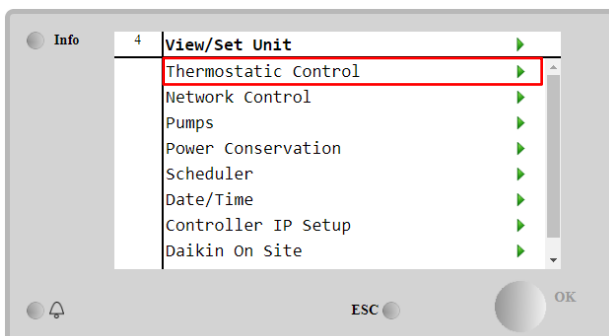 Info
4 View/Set Unit
Thermostatic Control
Network Control
Pumps
Power Conservation
Scheduler
Date/Time
Controller IP Setup
Daikin On Site
ESC
OK